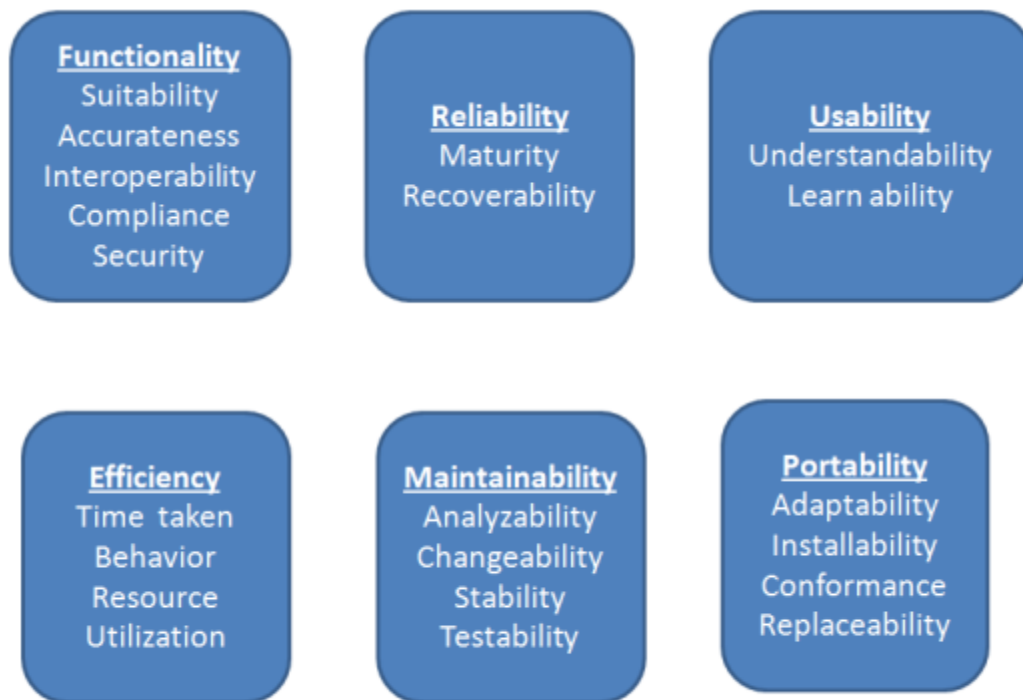 Functionality
Suitability
Accurateness
Interoperability
Compliance
Security
Reliability
Maturity
Recoverability
Usability
Understandability
Learn ability
Efficiency
Time taken
Behavior
Resource
Utilization
Maintainability
Analyzability
Changeability
Stability
Testability
Portability
Adaptability
Installability
Conformance
Replaceability